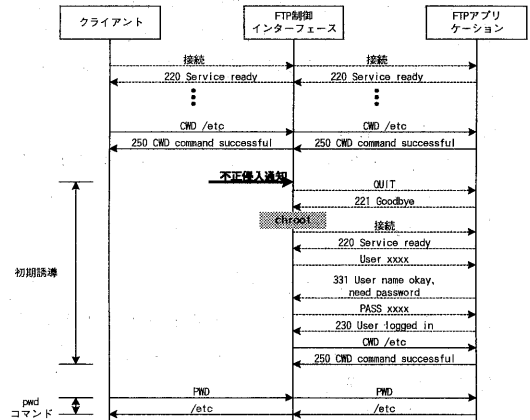 クライアント
FTP制御
インターフェース
FTPアプリ
ケーション
接続
接続
220 Service ready
220 Service ready
CWD /etc
CWD /etc
250 CWD command successful
250 CWD command successful
不正侵入通知
QUIT
221 Goodbye
chroot
接続
220 Service ready
User xxxx
初期誘導
331 User name okay,
need password
PASS xxxx
230 User logged in
CWD /etc
250 CWD command successful
pwd
コマンド
PWD
PWD
/etc
/etc